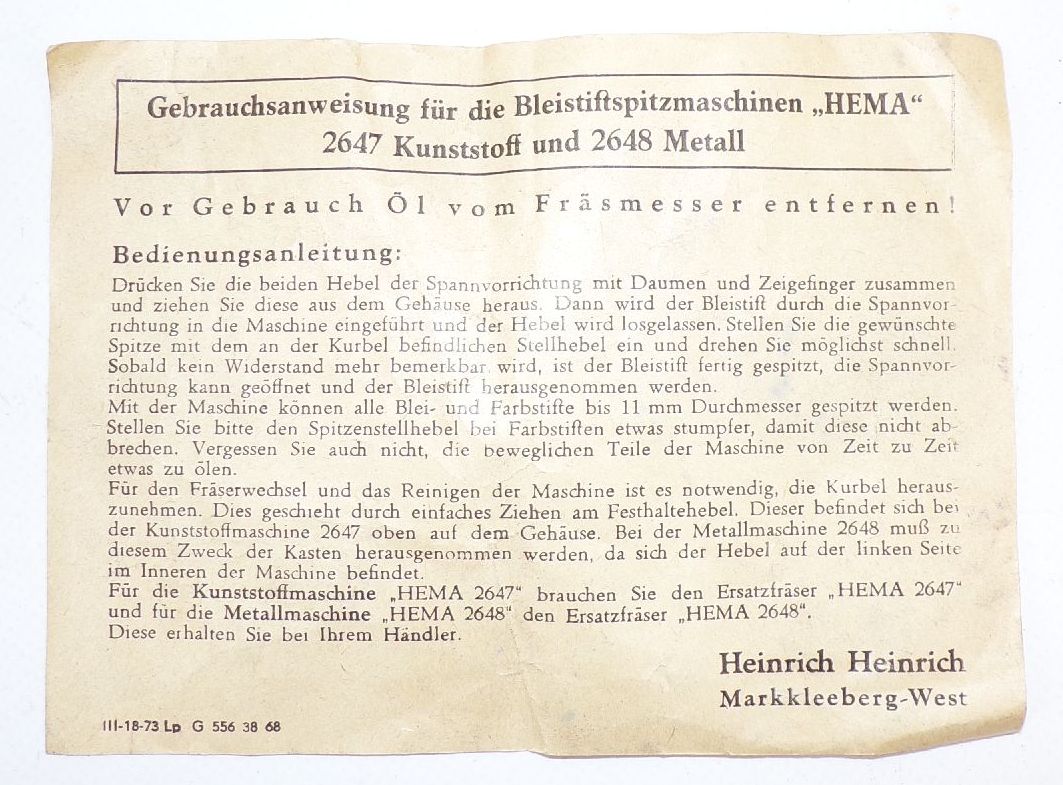 Gebrauchsanweisung für die Bleistiftspitzmaschinen „HEMA“
2647 Kunststoff und 2648 Metall
Vor Gebrauch Öl vom Fräsmesser entfernen!
Bedienungsanleitung:
Drücken Sie die beiden Hebel der Spannvorrichtung mit Daumen und Zeigefinger zusammen
und ziehen Sie diese aus dem Gehäuse heraus. Dann wird der Bleistift durch die Spannvor-
richtung in die Maschine eingeführt und der Hebel wird losgelassen. Stellen Sie die gewünschte
Spitze mit dem an der Kurbel befindlichen Stellhebel ein und drehen Sie möglichst schnell.
Sobald kein Widerstand mehr bemerkbar wird, ist der Bleistift fertig gespitzt, die Spannvor-
richtung kann geöffnet und der Bleistift herausgenommen werden.
Mit der Maschine können alle Blei- und Farbstifte bis 11 mm Durchmesser gespitzt werden.
Stellen Sie bitte den Spitzenstellhebel bei Farbstiften etwas stumpfer, damit diese nicht ab-
brechen. Vergessen Sie auch nicht, die beweglichen Teile der Maschine von Zeit zu Zeit
etwas zu ölen.
Für den Fräserwechsel und das Reinigen der Maschine ist es notwendig, die Kurbel heraus-
zunehmen. Dies geschieht durch einfaches Ziehen am Festhaltehebel. Dieser befindet sich bei
der Kunststoffmaschine 2647 oben auf dem Gehäuse. Bei der Metallmaschine 2648 muß zu
diesem Zweck der Kasten herausgenommen werden, da sich der Hebel auf der linken Seite
im Inneren der Maschine befindet.
Für die Kunststoffmaschine „HEMA 2647“ brauchen Sie den Ersatzfräser „HEMA 2647“
und für die Metallmaschine „HEMA 2648“ den Ersatzfräser „HEMA 2648“.
Diese erhalten Sie bei Ihrem Händler.
Heinrich Heinrich
Markkleeberg-West
III-18-73 Lp G 556 38 68